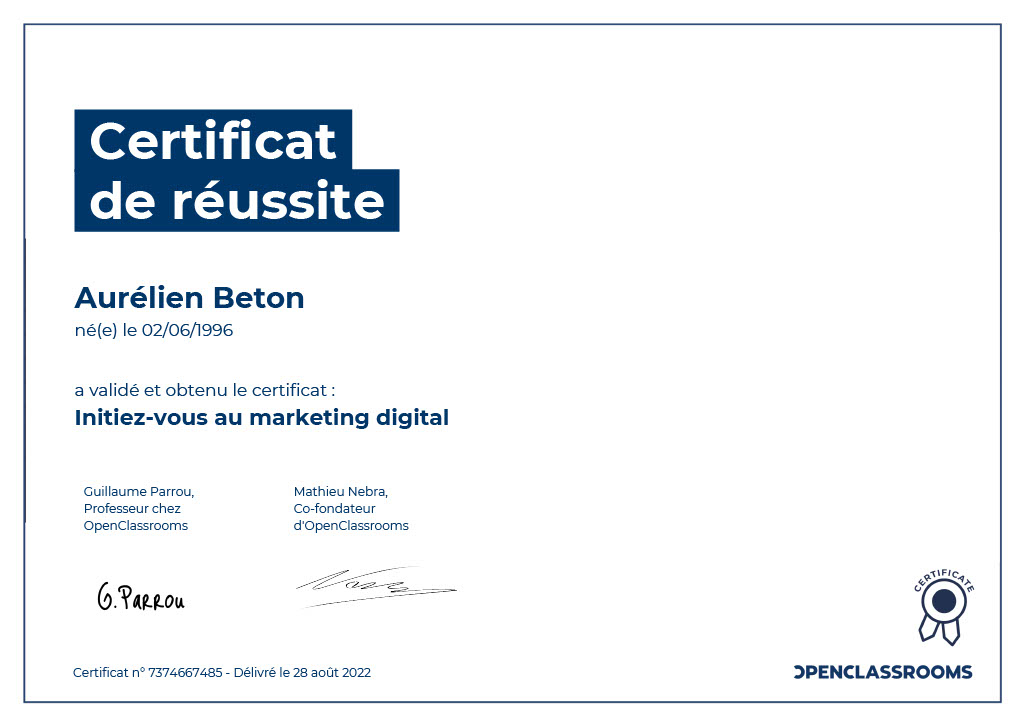 Certificat
de réussite
Aurélien Beton
né(e) le 02/06/1996
a validé et obtenu le certificat :
Initiez-vous au marketing digital
Guillaume Parrou,
Professeur chez
OpenClassrooms
Mathieu Nebra,
Co-fondateur
d'OpenClassrooms
G. Parrou
Certificat n° 7374667485 - Délivré le 28 août 2022
CERTIFICATE
OPENCLASSROOMS